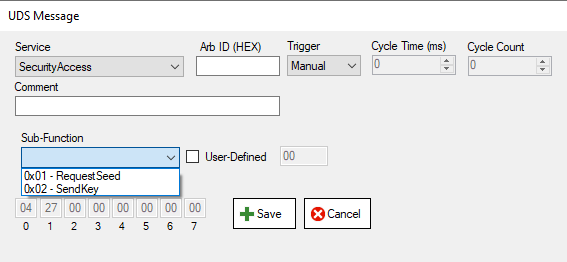 UDS Message
Service Arb ID (HEX) Trigger Cycle Time (ms) Cycle Count
SecurityAccess Manual 0 0
Comment
Sub-Function
User-Defined 00
0x01 - RequestSeed
0x02 - SendKey
04 27 00 00 00 00 00 00
0 1 2 3 4 5 6 7
Save Cancel